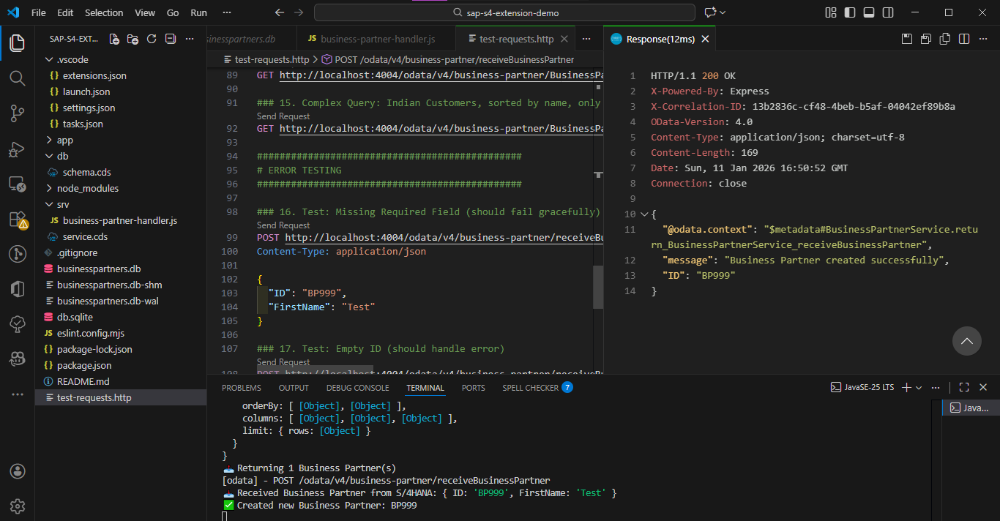 File Edit Selection View Go Run ···
sap-s4-extension-demo
SAP-S4-EXT...
.vscode
extensions.json
launch.json
settings.json
tasks.json
app
db
schema.cds
node_modules
srv
JS business-partner-handler.js
service.cds
.gitignore
businesspartners.db
businesspartners.db-shm
businesspartners.db-wal
db.sqlite
JS eslint.config.mjs
{} package-lock.json
{} package.json
README.md
test-requests.http
businesspartners.db
JS business-partner-handler.js
test-requests.http
test-requests.http > POST /odata/v4/business-partner/receiveBusinessPartner
89 GET http://localhost:4004/odata/v4/business-partner/BusinessPa
90
91 ### 15. Complex Query: Indian Customers, sorted by name, only
Send Request
92 GET http://localhost:4004/odata/v4/business-partner/BusinessPa
93
94 ###############################################
95 # ERROR TESTING
96 ###############################################
97
98 ### 16. Test: Missing Required Field (should fail gracefully)
Send Request
99 POST http://localhost:4004/odata/v4/business-partner/receiveBu
100 Content-Type: application/json
101
102 {
103 "ID": "BP999",
104 "FirstName": "Test"
105 }
106
107 ### 17. Test: Empty ID (should handle error)
Send Request
108 POST http://localhost:4004/odata/v4/business-partner/receiveBu
Response(12ms)
1 HTTP/1.1 200 OK
2 X-Powered-By: Express
3 X-Correlation-ID: 13b2836c-cf48-4beb-b5af-04042ef89b8a
4 OData-Version: 4.0
5 Content-Type: application/json; charset=utf-8
6 Content-Length: 169
7 Date: Sun, 11 Jan 2026 16:50:52 GMT
8 Connection: close
9
10 {
11 "@odata.context": "$metadata#BusinessPartnerService.retu
rn_BusinessPartnerService_receiveBusinessPartner",
12 "message": "Business Partner created successfully",
13 "ID": "BP999"
14 }
PROBLEMS OUTPUT DEBUG CONSOLE TERMINAL PORTS SPELL CHECKER 7
JavaSE-25 LTS
Java...
orderBy: [ [Object], [Object] ],
columns: [ [Object], [Object], [Object] ],
limit: { rows: [Object] }
}
}
Returning 1 Business Partner(s)
[odata] - POST /odata/v4/business-partner/receiveBusinessPartner
Received Business Partner from S/4HANA: { ID: 'BP999', FirstName: 'Test' }
Created new Business Partner: BP999